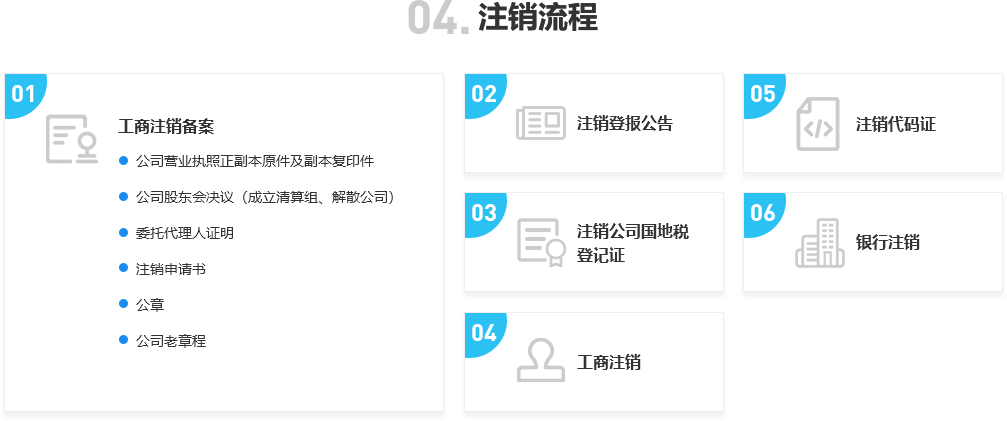 04. 注销流程
01
工商注销备案
公司营业执照正副本原件及副本复印件
公司股东会决议（成立清算组、解散公司）
委托代理人证明
注销申请书
公章
公司老章程
02
注销登报公告
03
注销公司国地税
登记证
04
工商注销
05
注销代码证
06
银行注销